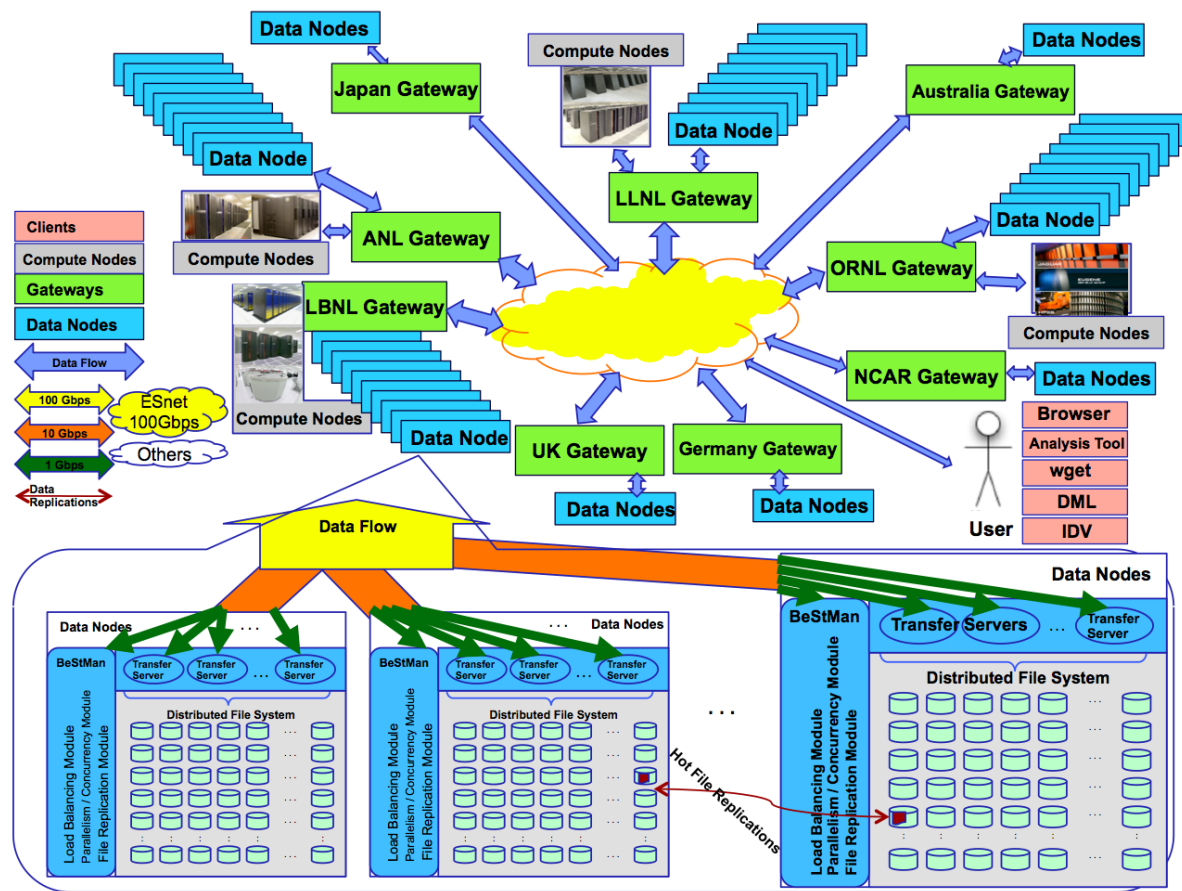 Data Nodes
Japan Gateway
Compute Nodes
Data Node
LLNL Gateway
Data Nodes
Australia Gateway
Data Node
ANL Gateway
Compute Nodes
Data Node
ORNL Gateway
JAGUAR
EUGENE
Compute Nodes
Clients
Compute Nodes
Gateways
Data Nodes
Data Flow
100 Gbps
10 Gbps
1 Gbps
ESnet
100Gbps
Others
Data
Replications
LBNL Gateway
Compute Nodes
Data Node
UK Gateway
Data Nodes
Germany Gateway
Data Nodes
NCAR Gateway
Data Nodes
User
Browser
Analysis Tool
wget
DML
IDV
Data Flow
Data Nodes
...
BeStMan
Load Balancing Module
Parallelism / Concurrency Module
File Replication Module
Transfer
Server
Transfer
Server
...
Transfer
Server
Distributed File System
... Data Nodes
BeStMan
Load Balancing Module
Parallelism / Concurrency Module
File Replication Module
Transfer
Server
Transfer
Server
...
Transfer
Server
Distributed File System
...
Hot File Replications
Data Nodes
BeStMan
Load Balancing Module
Parallelism / Concurrency Module
File Replication Module
Transfer Servers
...
Transfer
Server
Distributed File System